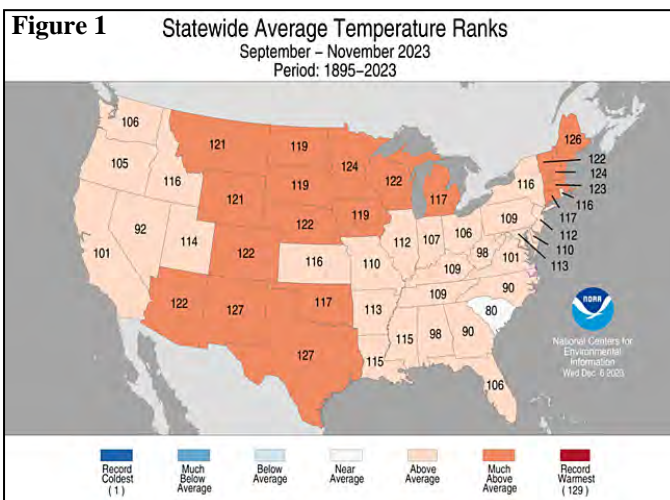 Figure 1
Statewide Average Temperature Ranks
September – November 2023
Period: 1895–2023
106
121
119
126
105
116
124
122
122
124
123
116
121
119
117
116
92
114
122
119
109
117
112
110
113
101
122
116
110
112
107
106
98
101
109
90
122
127
117
113
109
80
127
115
115
98
90
106
NOAA
National Centers for
Environmental
Information
Wed Dec 6 2023
Record
Coldest
(1)
Much
Below
Average
Below
Average
Near
Average
Above
Average
Much
Above
Average
Record
Warmest
(129)